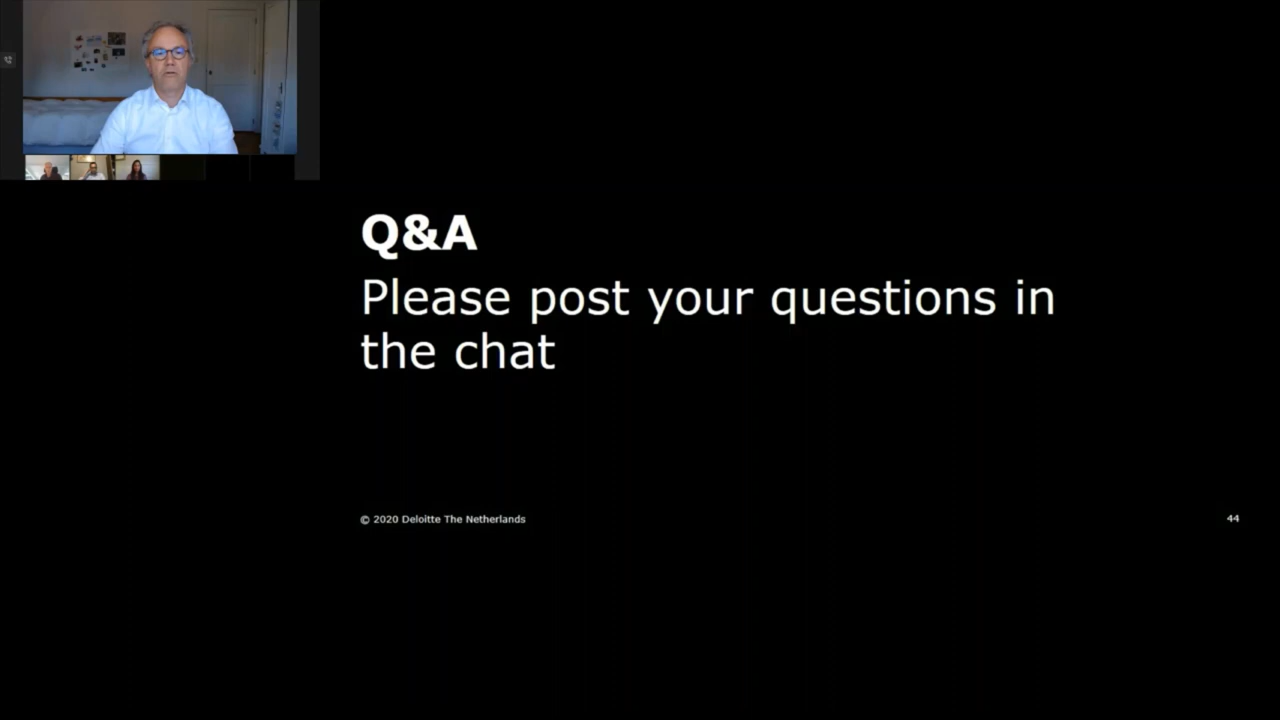 Q&A
Please post your questions in
the chat
© 2020 Deloitte The Netherlands
44